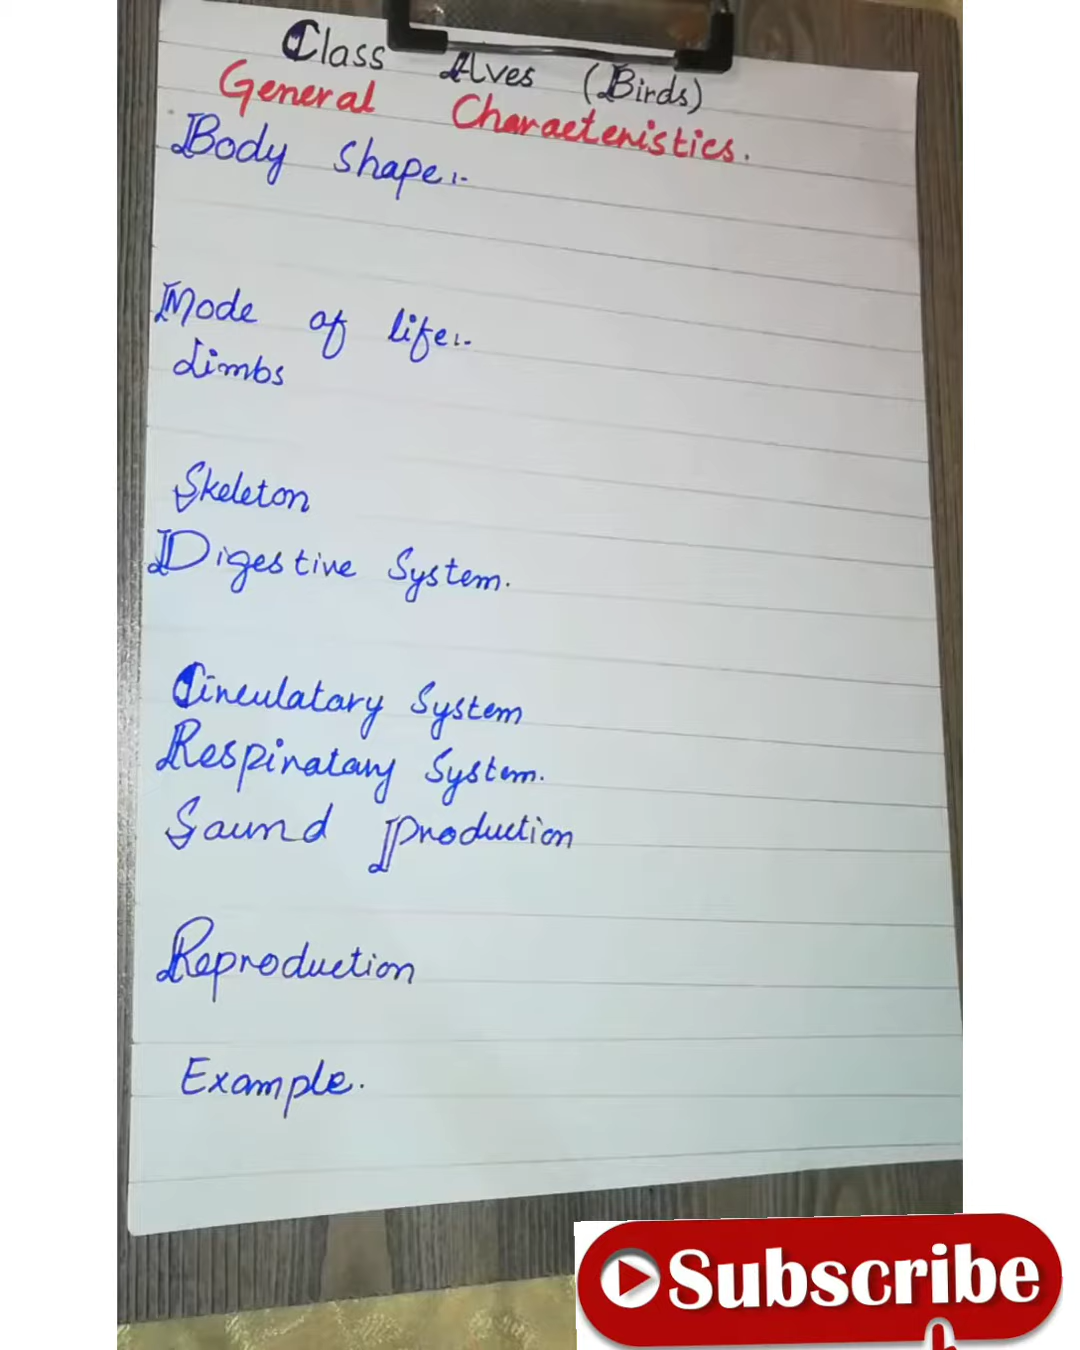 Class Aves (Birds)
General Characteristics.
Body shape:-
Mode of life:-
Limbs
Skeleton
Digestive System.
Circulatory System
Respiratory System.
Saund Production
Reproduction
Example.
Subscribe